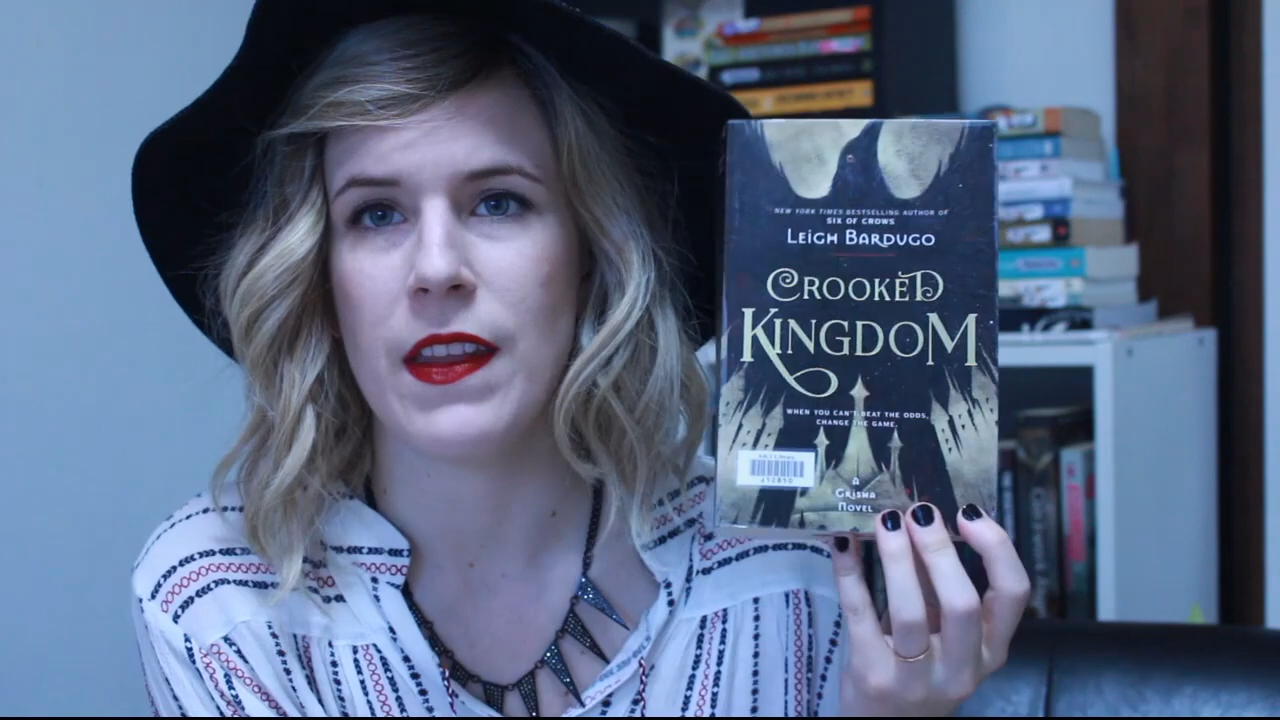 NEW YORK TIMES BESTSELLING AUTHOR OF
SIX OF CROWS
LEIGH BARDUGO
CROOKED
KINGDOM
WHEN YOU CAN'T BEAT THE ODDS,
CHANGE THE GAME.
A
GRISHA
NOVEL